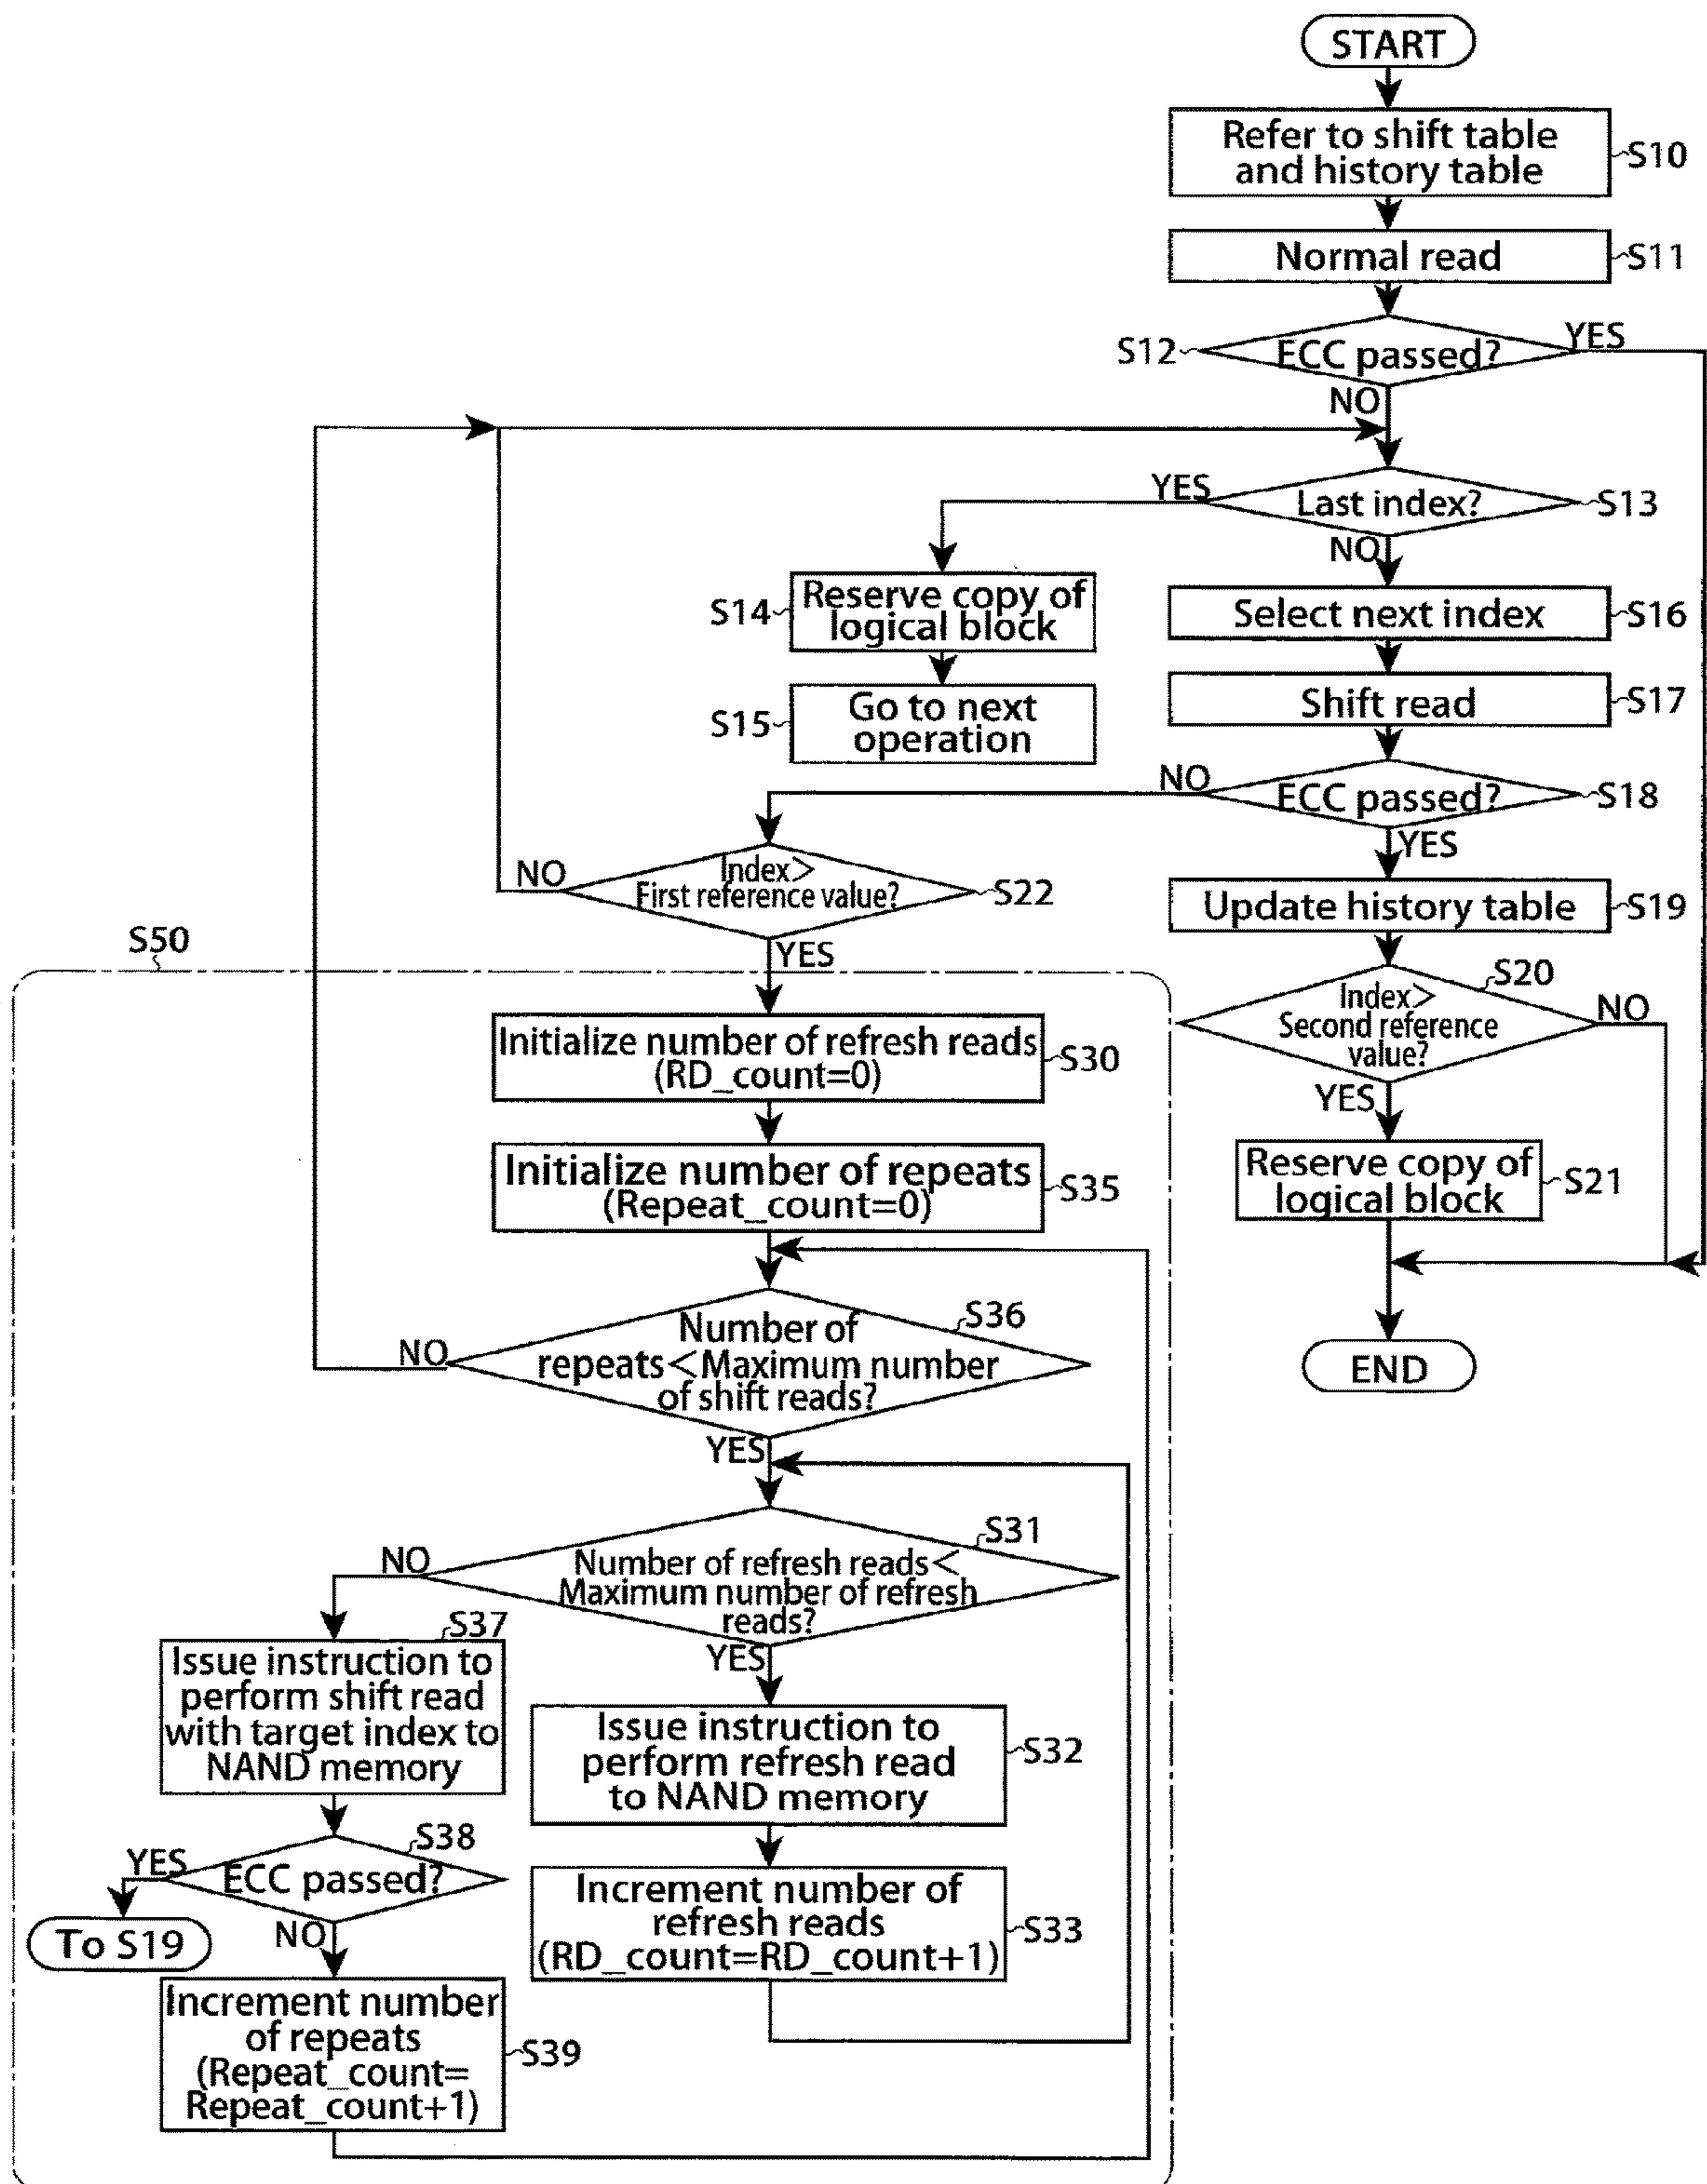 START
Refer to shift table
and history table
S10
Normal read
S11
S12
ECC passed?
YES
NO
YES
Last index?
S13
NO
S14
Reserve copy of
logical block
Select next index
S16
S15
Go to next
operation
Shift read
S17
NO
ECC passed?
S18
YES
NO
Index>
First reference value?
S22
Update history table
S19
S50
YES
S20
Index>
Second reference
value?
NO
YES
Initialize number of refresh reads
(RD_count=0)
S30
Reserve copy of
logical block
S21
Initialize number of repeats
(Repeat_count=0)
S35
END
S36
NO
Number of
repeats<Maximum number
of shift reads?
YES
S31
NO
Number of refresh reads<
Maximum number of refresh
reads?
YES
S37
Issue instruction to
perform shift read
with target index to
NAND memory
Issue instruction to
perform refresh read
to NAND memory
S32
S38
YES
ECC passed?
NO
To S19
Increment number of
refresh reads
(RD_count=RD_count+1)
S33
Increment number
of repeats
(Repeat_count=
Repeat_count+1)
S39